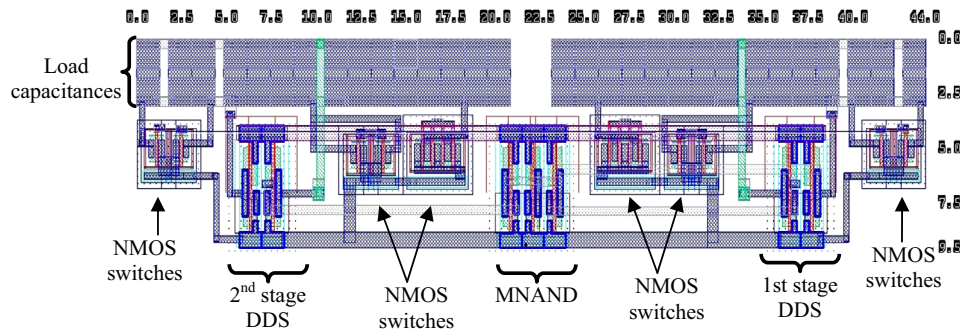 0.0 2.5 5.0 7.5 10.0 12.5 15.0 17.5 20.0 22.5 25.0 27.5 30.0 32.5 35.0 37.5 40.0 44.0
0.0
Load
capacitances
2.5
5.0
7.5
9.5
NMOS
switches
2nd stage
DDS
NMOS
switches
MNAND
NMOS
switches
1st stage
DDS
NMOS
switches